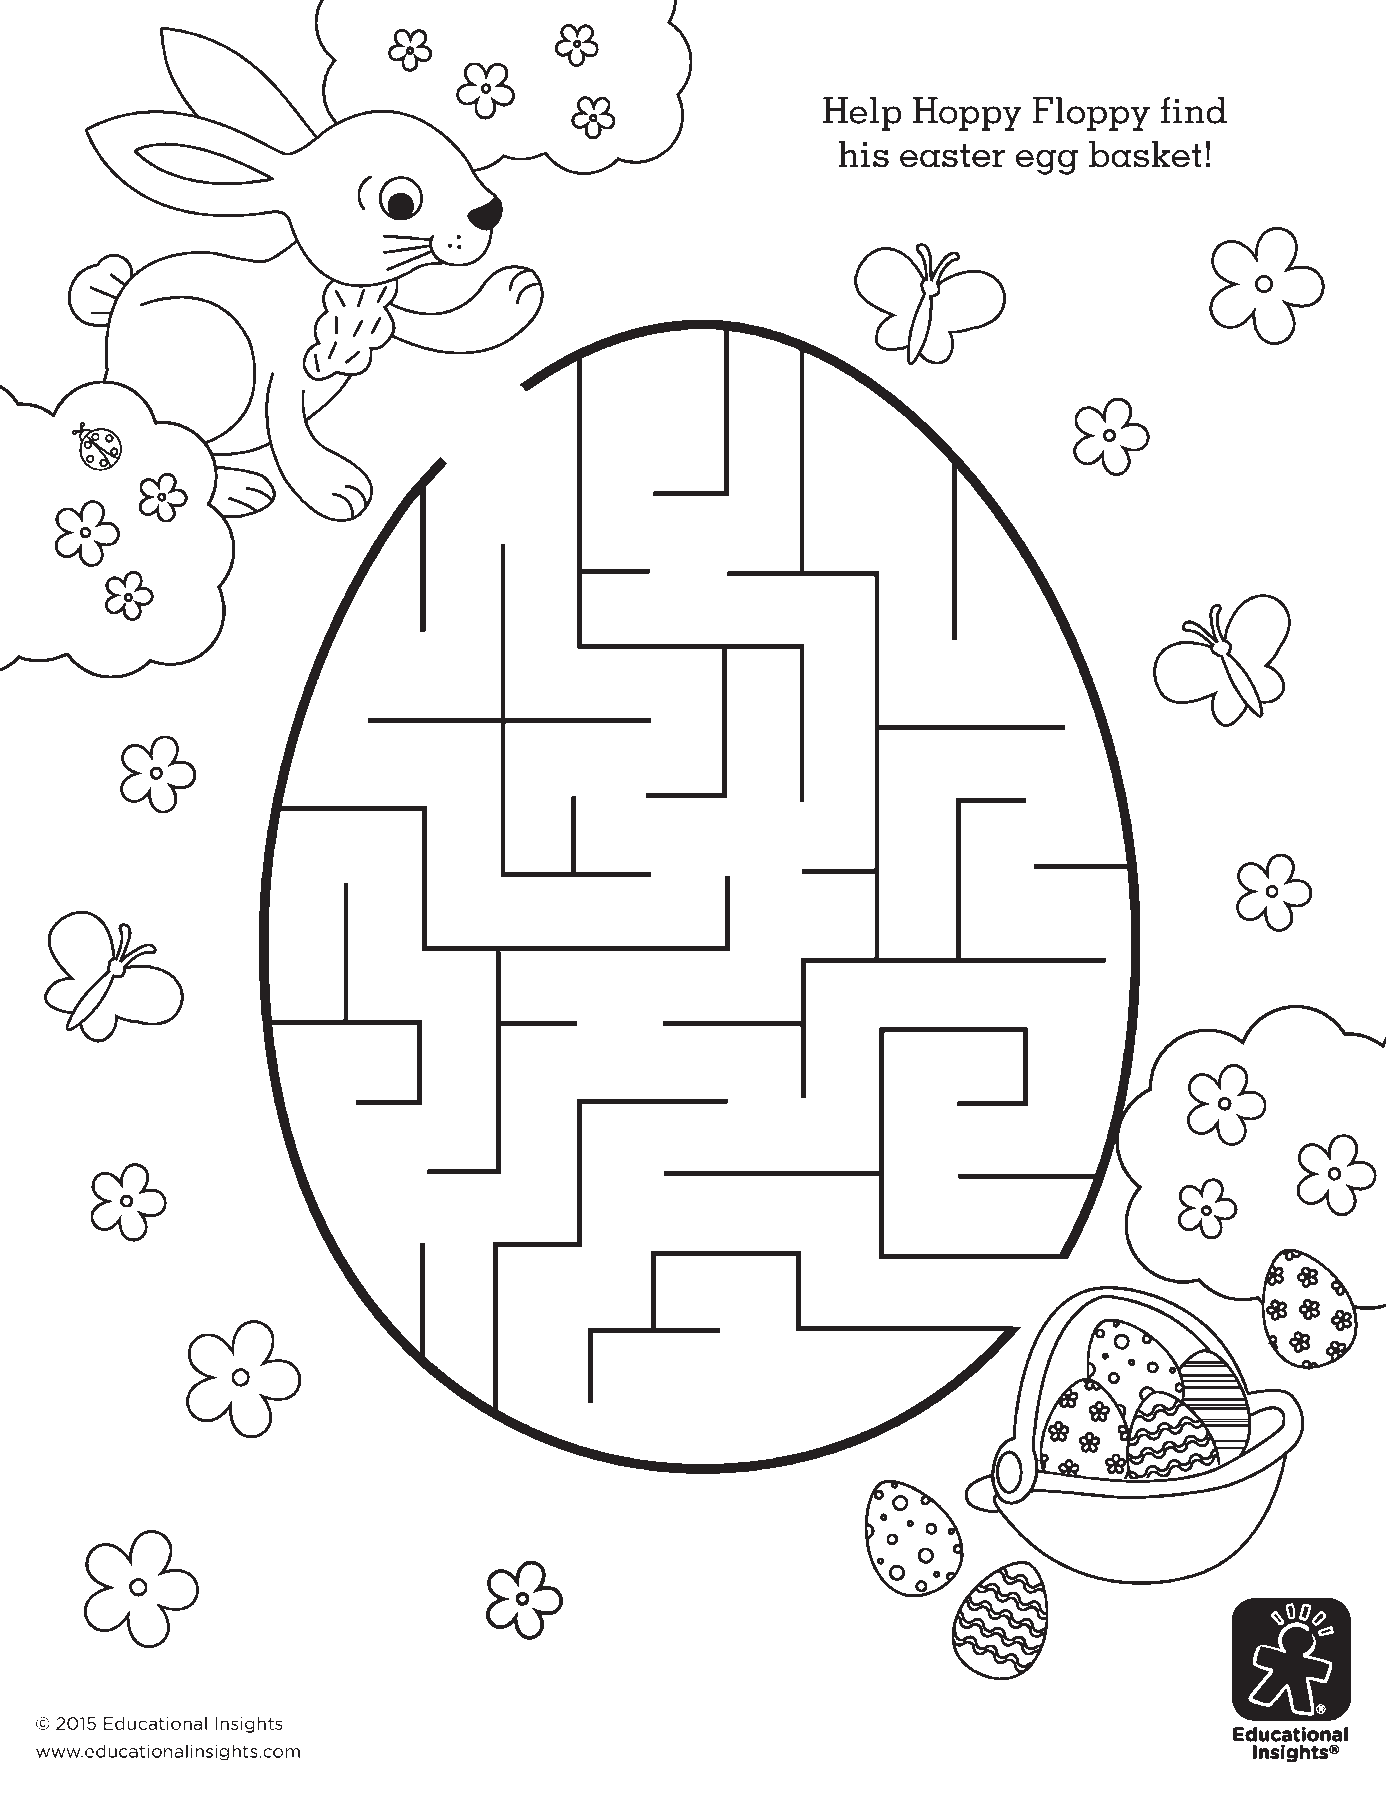 Help Hoppy Floppy find
his easter egg basket!
© 2015 Educational Insights
www.educationalinsights.com
®
Educational
Insights®